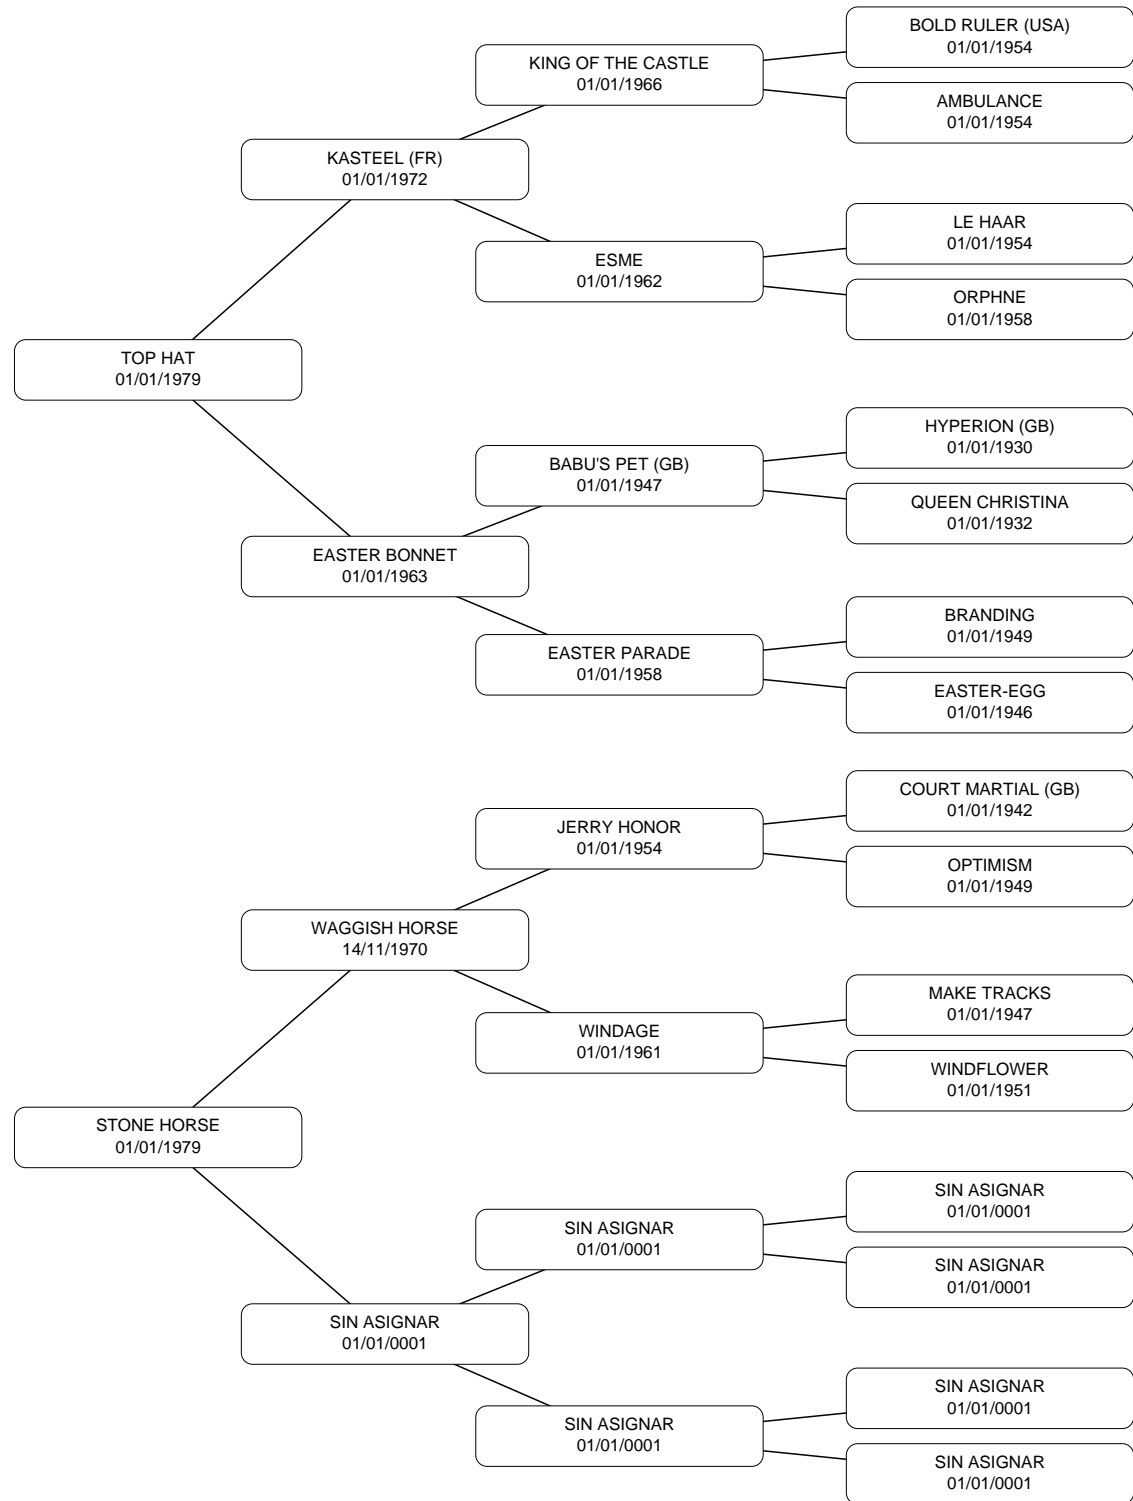 BOLD RULER (USA)
01/01/1954
KING OF THE CASTLE
01/01/1966
AMBULANCE
01/01/1954
KASTEEL (FR)
01/01/1972
LE HAAR
01/01/1954
ESME
01/01/1962
ORPHNE
01/01/1958
TOP HAT
01/01/1979
HYPERION (GB)
01/01/1930
BABU'S PET (GB)
01/01/1947
QUEEN CHRISTINA
01/01/1932
EASTER BONNET
01/01/1963
BRANDING
01/01/1949
EASTER PARADE
01/01/1958
EASTER-EGG
01/01/1946
COURT MARTIAL (GB)
01/01/1942
JERRY HONOR
01/01/1954
OPTIMISM
01/01/1949
WAGGISH HORSE
14/11/1970
MAKE TRACKS
01/01/1947
WINDAGE
01/01/1961
WINDFLOWER
01/01/1951
STONE HORSE
01/01/1979
SIN ASIGNAR
01/01/0001
SIN ASIGNAR
01/01/0001
SIN ASIGNAR
01/01/0001
SIN ASIGNAR
01/01/0001
SIN ASIGNAR
01/01/0001
SIN ASIGNAR
01/01/0001
SIN ASIGNAR
01/01/0001